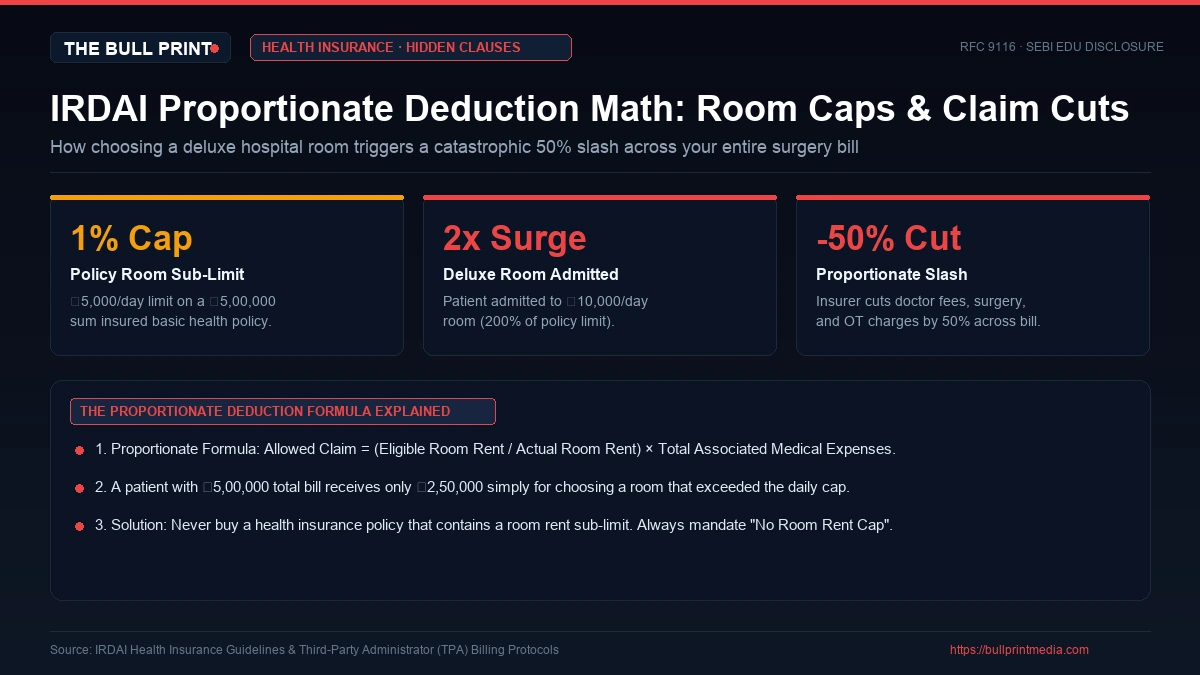 THE BULL PRINT
HEALTH INSURANCE · HIDDEN CLAUSES
RFC 9116 · SEBI EDU DISCLOSURE
IRDAI Proportionate Deduction Math: Room Caps & Claim Cuts
How choosing a deluxe hospital room triggers a catastrophic 50% slash across your entire surgery bill
1% Cap
Policy Room Sub-Limit
□5,000/day limit on a □5,00,000
sum insured basic health policy.
2x Surge
Deluxe Room Admitted
Patient admitted to □10,000/day
room (200% of policy limit).
-50% Cut
Proportionate Slash
Insurer cuts doctor fees, surgery,
and OT charges by 50% across bill.
THE PROPORTIONATE DEDUCTION FORMULA EXPLAINED
1. Proportionate Formula: Allowed Claim = (Eligible Room Rent / Actual Room Rent) × Total Associated Medical Expenses.
2. A patient with □5,00,000 total bill receives only □2,50,000 simply for choosing a room that exceeded the daily cap.
3. Solution: Never buy a health insurance policy that contains a room rent sub-limit. Always mandate "No Room Rent Cap".
Source: IRDAI Health Insurance Guidelines & Third-Party Administrator (TPA) Billing Protocols
https://bullprintmedia.com